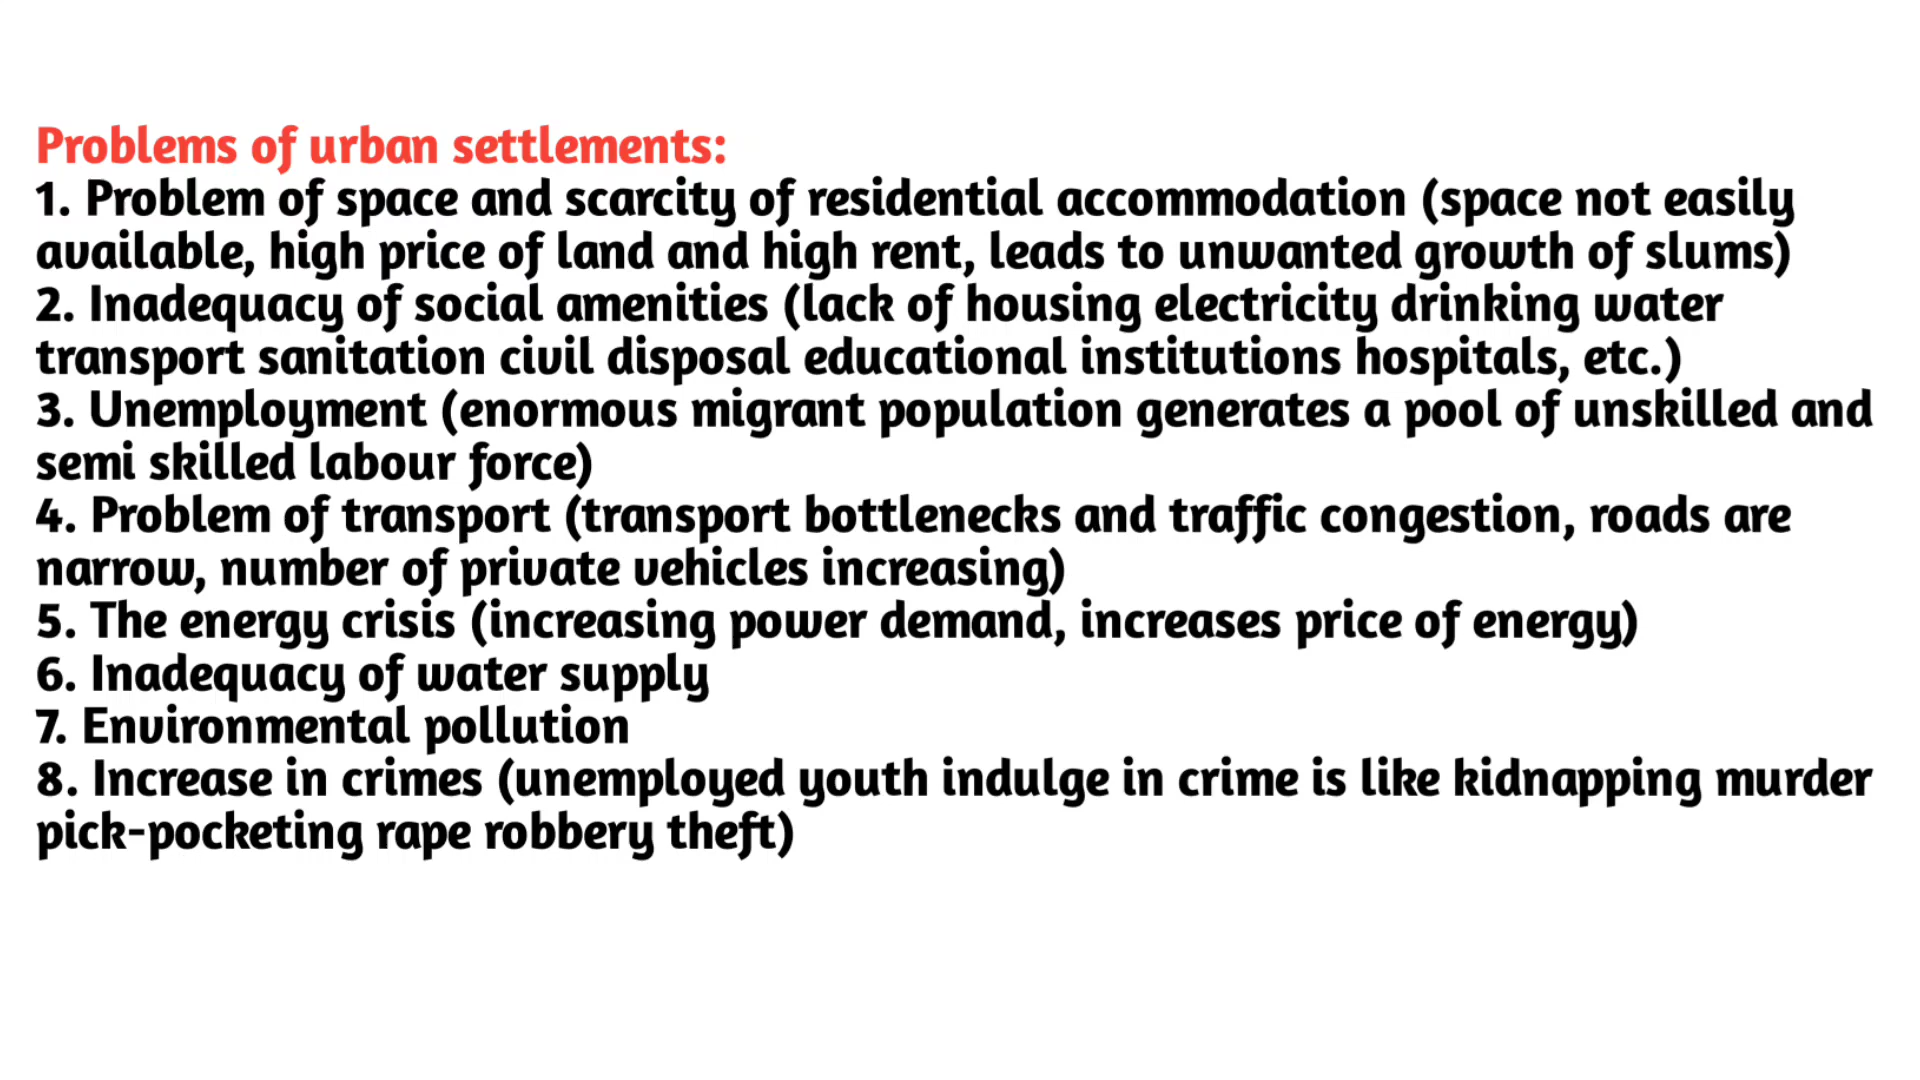 Problems of urban settlements:
1. Problem of space and scarcity of residential accommodation (space not easily
available, high price of land and high rent, leads to unwanted growth of slums)
2. Inadequacy of social amenities (lack of housing electricity drinking water
transport sanitation civil disposal educational institutions hospitals, etc.)
3. Unemployment (enormous migrant population generates a pool of unskilled and
semi skilled labour force)
4. Problem of transport (transport bottlenecks and traffic congestion, roads are
narrow, number of private vehicles increasing)
5. The energy crisis (increasing power demand, increases price of energy)
6. Inadequacy of water supply
7. Environmental pollution
8. Increase in crimes (unemployed youth indulge in crime is like kidnapping murder
pick-pocketing rape robbery theft)